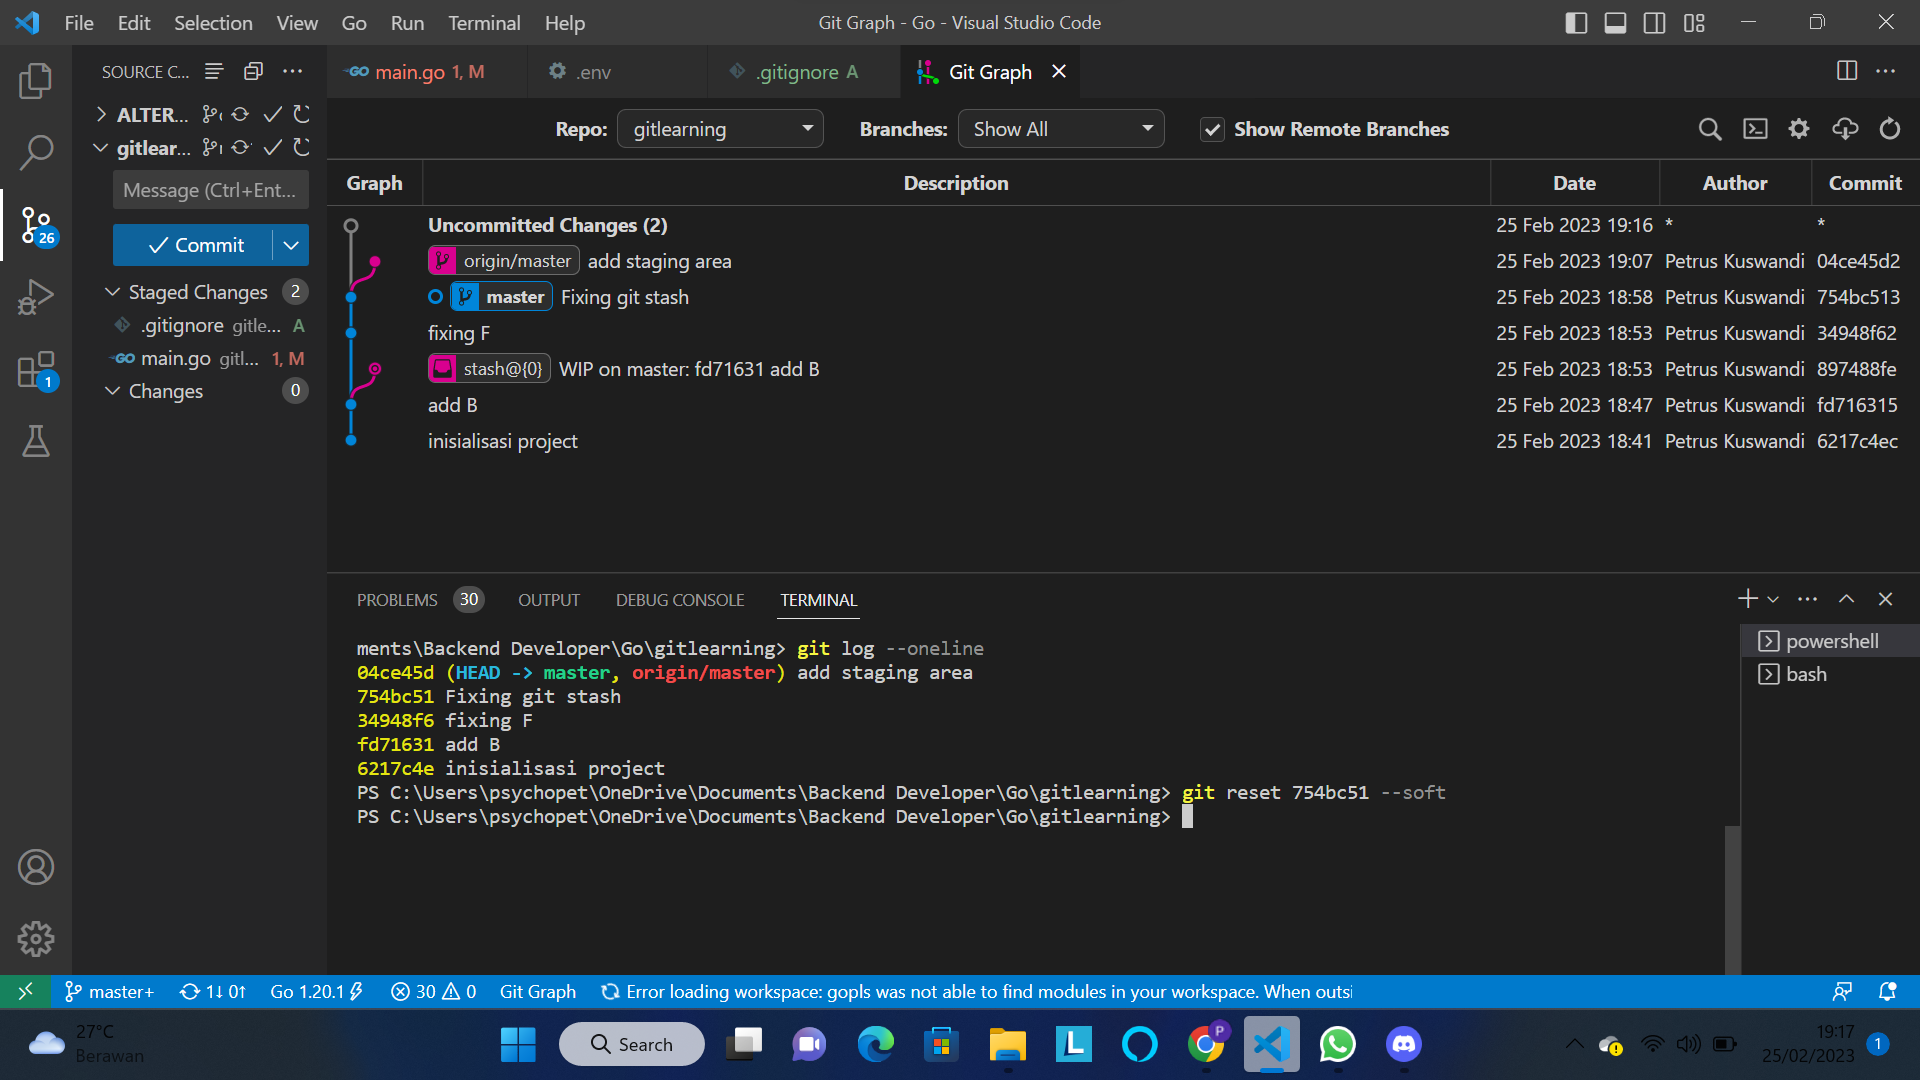 File Edit Selection View Go Run Terminal Help
Git Graph - Go - Visual Studio Code
SOURCE C...
main.go 1, M
.env
.gitignore A
Git Graph
ALTER...
gitlear...
Message (Ctrl+Ent...
Commit
Staged Changes 2
.gitignore gitle... A
main.go gitl... 1, M
Changes 0
26
1
Repo: gitlearning
Branches: Show All
Show Remote Branches
Graph Description Date Author Commit
Uncommitted Changes (2) 25 Feb 2023 19:16 * *
origin/master add staging area 25 Feb 2023 19:07 Petrus Kuswandi 04ce45d2
master Fixing git stash 25 Feb 2023 18:58 Petrus Kuswandi 754bc513
fixing F 25 Feb 2023 18:53 Petrus Kuswandi 34948f62
stash@{0} WIP on master: fd71631 add B 25 Feb 2023 18:53 Petrus Kuswandi 897488fe
add B 25 Feb 2023 18:47 Petrus Kuswandi fd716315
inisialisasi project 25 Feb 2023 18:41 Petrus Kuswandi 6217c4ec
PROBLEMS 30 OUTPUT DEBUG CONSOLE TERMINAL
ments\Backend Developer\Go\gitlearning> git log --oneline
04ce45d (HEAD -> master, origin/master) add staging area
754bc51 Fixing git stash
34948f6 fixing F
fd71631 add B
6217c4e inisialisasi project
PS C:\Users\psychopet\OneDrive\Documents\Backend Developer\Go\gitlearning> git reset 754bc51 --soft
PS C:\Users\psychopet\OneDrive\Documents\Backend Developer\Go\gitlearning>
powershell
bash
master+ 1↓ 0↑ Go 1.20.1 30 0 Git Graph Error loading workspace: gopls was not able to find modules in your workspace. When outsi
27°C
Berawan
Search
L
P
19:17
25/02/2023
1